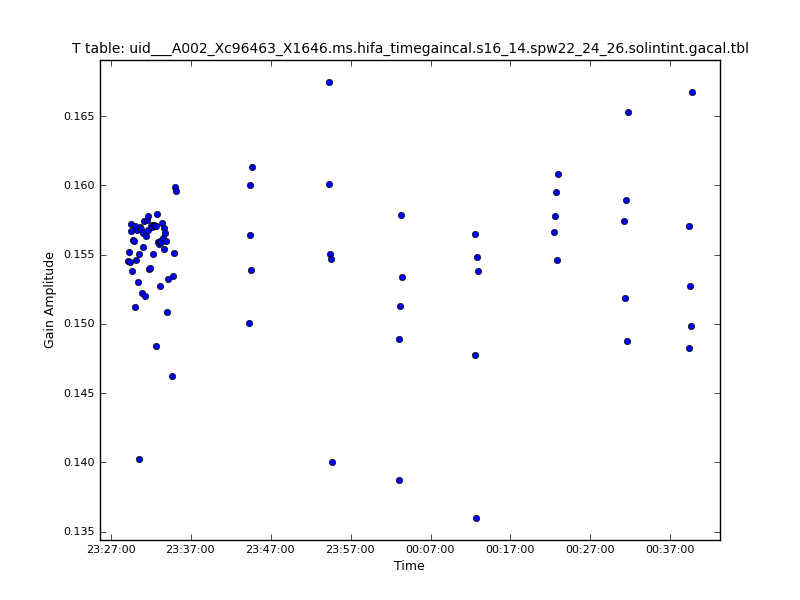 T table: uid___A002_Xc96463_X1646.ms.hifa_timegaincal.s16_14.spw22_24_26.solintint.gacal.tbl
0.165
0.160
0.155
0.150
0.145
0.140
0.135
Gain Amplitude
23:27:00 23:37:00 23:47:00 23:57:00 00:07:00 00:17:00 00:27:00 00:37:00
Time